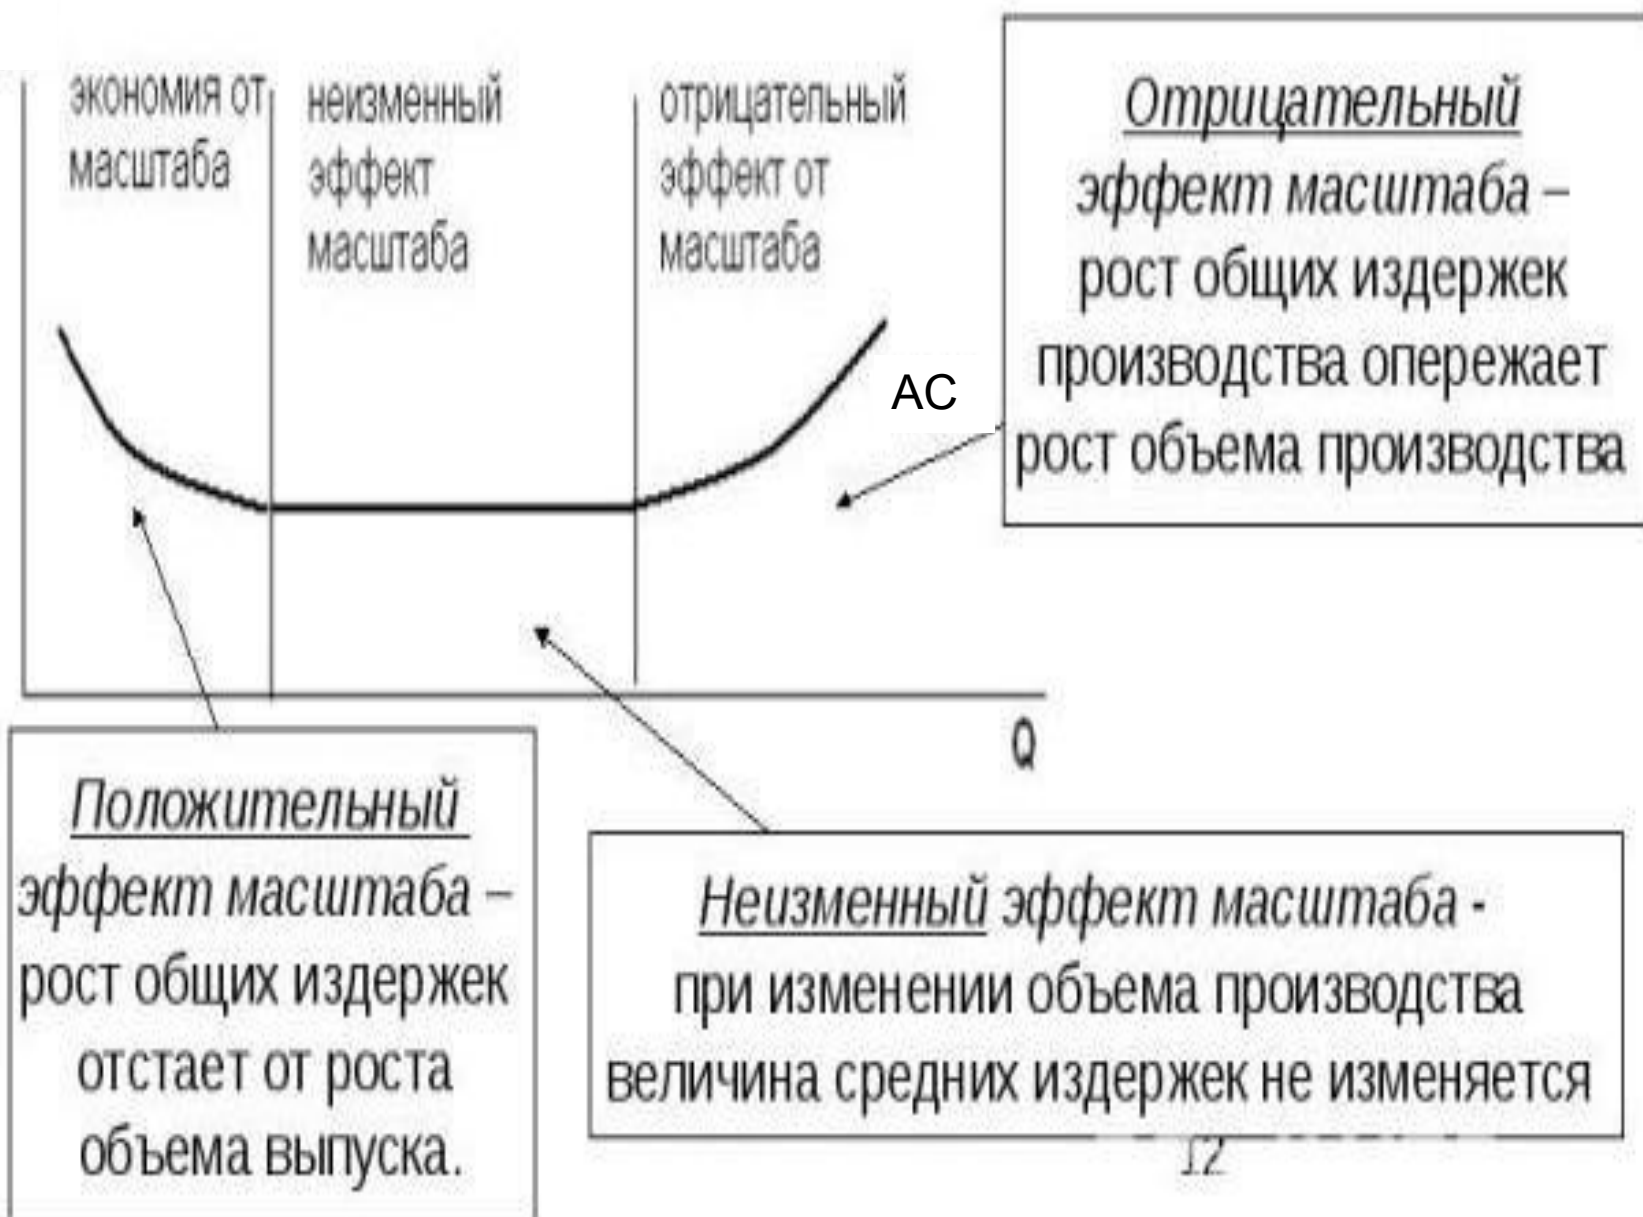 экономия от
масштаба
неизменный
эффект
масштаба
отрицательный
эффект от
масштаба
АС
Q
Отрицательный
эффект масштаба –
рост общих издержек
производства опережает
рост объема производства
Положительный
эффект масштаба –
рост общих издержек
отстает от роста
объема выпуска.
Неизменный эффект масштаба -
при изменении объема производства
величина средних издержек не изменяется
12